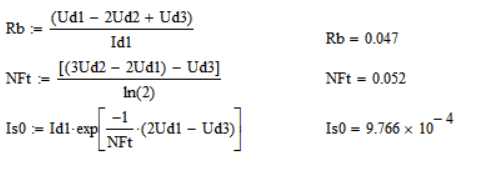 Rb := (Ud1 − 2Ud2 + Ud3) / Id1    Rb = 0.047
NFt := [(3Ud2 − 2Ud1) − Ud3] / ln(2)    NFt = 0.052
Is0 := Id1·exp[−1/NFt·(2Ud1 − Ud3)]    Is0 = 9.766 × 10^−4